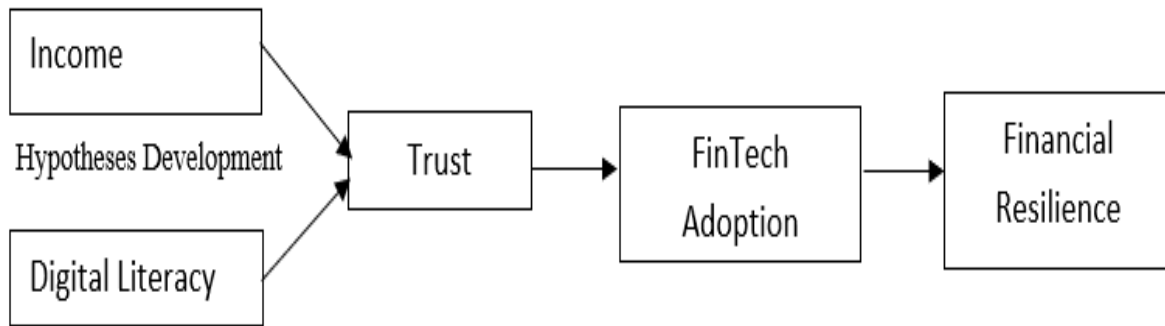 Income
Hypotheses Development
Digital Literacy
Trust
FinTech
Adoption
Financial
Resilience